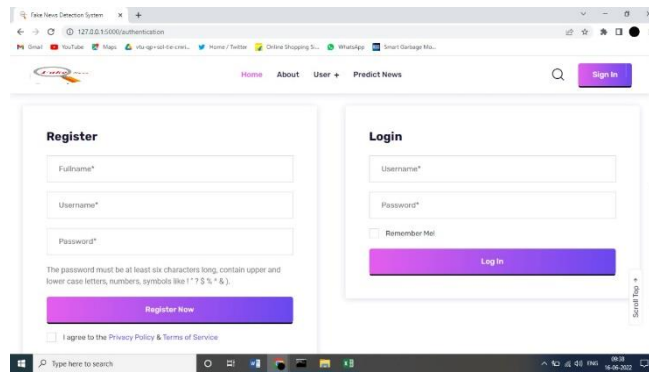 Fake News Detection System
127.0.0.1:5000/authentication
Gmail YouTube Maps Home / Twitter Online Shopping S... WhatsApp Smart Garbage Mo...
Fake News
Home About User + Predict News Sign In
Register
Fullname*
Username*
Password*
The password must be at least six characters long, contain upper and
lower case letters, numbers, symbols like ! " ? $ % ^ & ).
Register Now
I agree to the Privacy Policy & Terms of Service
Login
Username*
Password*
Remember Me!
Log In
Scroll Top
Type here to search
ENG
09:38
16-06-2022